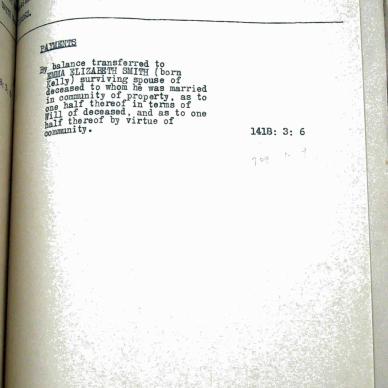 PAYMENTS
By balance transferred to
EMMA ELIZABETH SMITH (born
Kelly) surviving spouse of
deceased to whom he was married
in community of property, as to
one half thereof in terms of
Will of deceased, and as to one
half thereof by virtue of
community.
1418: 3: 6